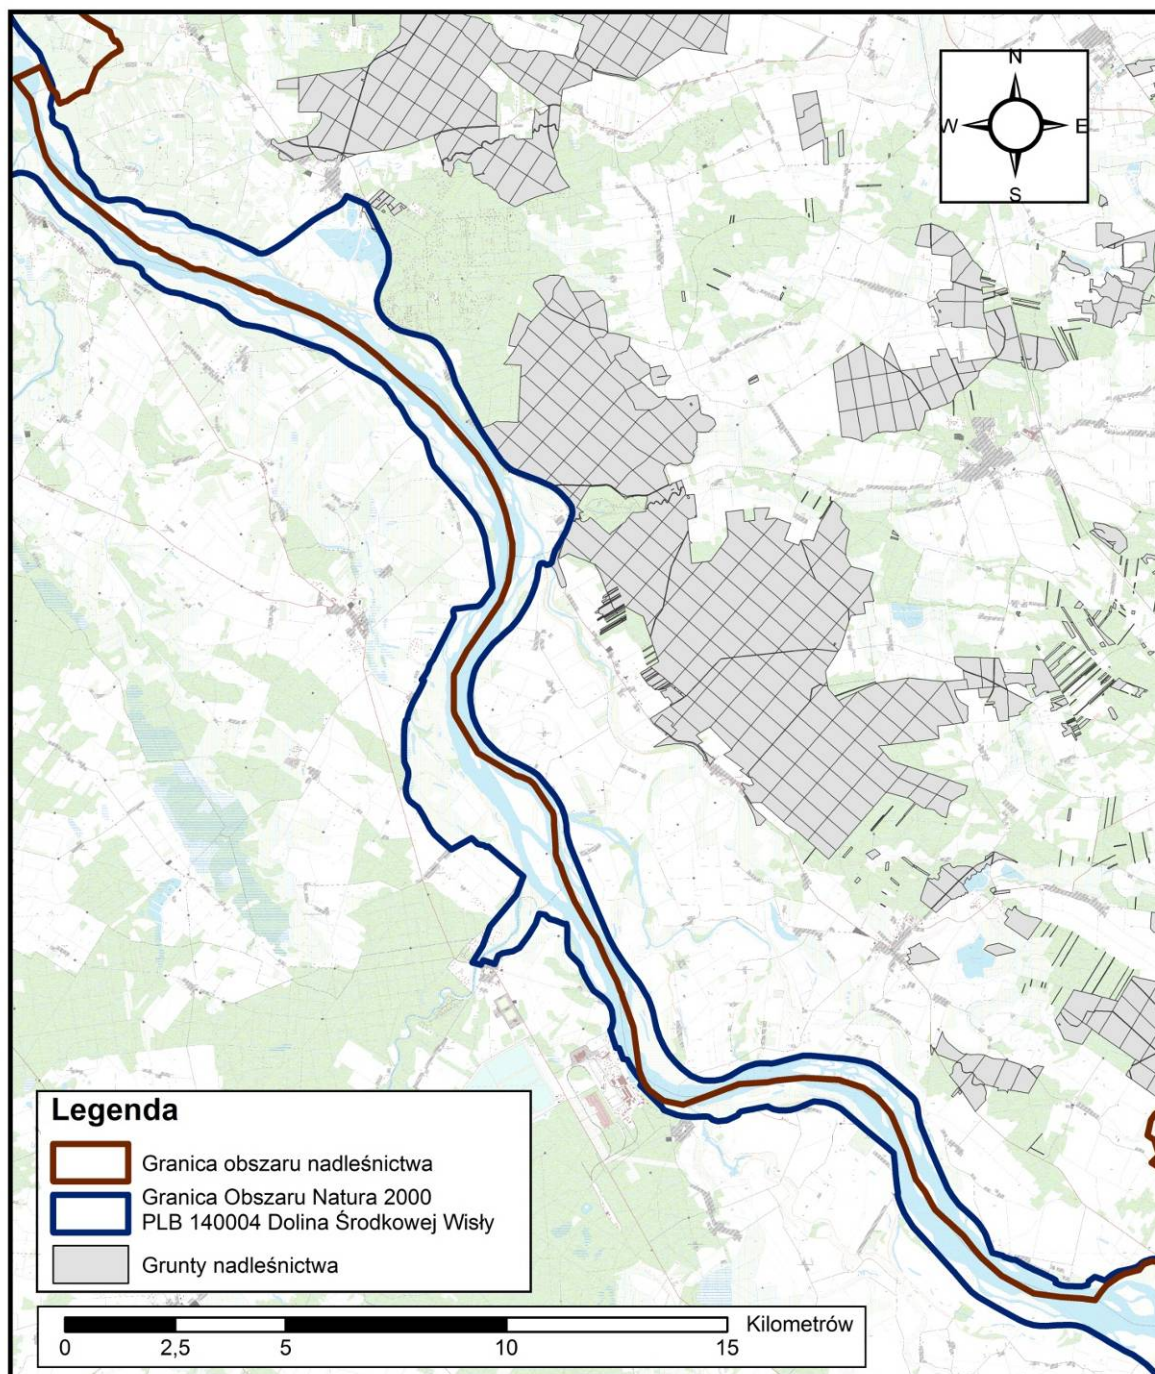 N
W E
S
Legenda
Granica obszaru nadleśnictwa
Granica Obszaru Natura 2000
PLB 140004 Dolina Środkowej Wisły
Grunty nadleśnictwa
Kilometrów
0 2,5 5 10 15